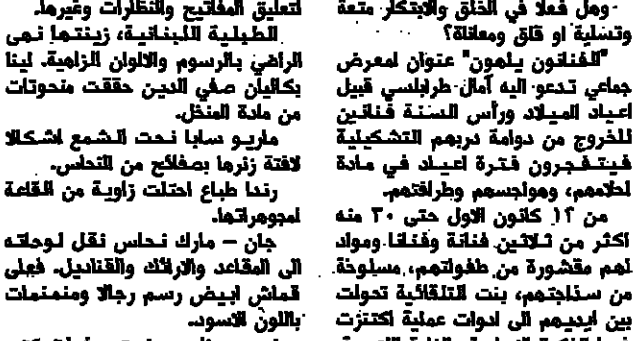 -وهل فعلا في الخلق والابتكار متعة
وتسلية او قلق ومعاناة؟
"الفنانون يلهون" عنوان لمعرض
جماعي تدعو اليه آمال طرابلسي قبيل
اعياد الميلاد ورأس السنة فنانين
للخروج من دوامة دربهم التشكيلية
فيتفجرون فترة اعياد في مادة
احلامهم، وهواجسهم وطرافتهم.
من ١٢ كانون الاول حتى ٣٠ منه
اكثر من ثلاثين فنانة وفنانا ومواد
لهم مقشورة من طفولتهم، مسلوخة
من سذاجتهم، بنت التلقائية تحولت
بين ايديهم الى ادوات عملية اكتنزت
لتعليق المفاتيح والنظارات وغيرها.
الطبلية اللبنانية، زينتها نهى
الراضي بالرسوم والالوان الزاهية. لينا
بكاليان صفي الدين حققت منحوتات
من مادة المنخل.
ماريو سابا نحت الشمع اشكالا
لافتة زنرها بصفائح من النحاس.
رندا طباع احتلت زاوية من القاعة
لمجوهراتها.
جان – مارك نحاس نقل لوحاته
الى المقاعد والارائك والقناديل. فعلى
قماش ابيض رسم رجالا ومنمنمات
باللون الاسود.